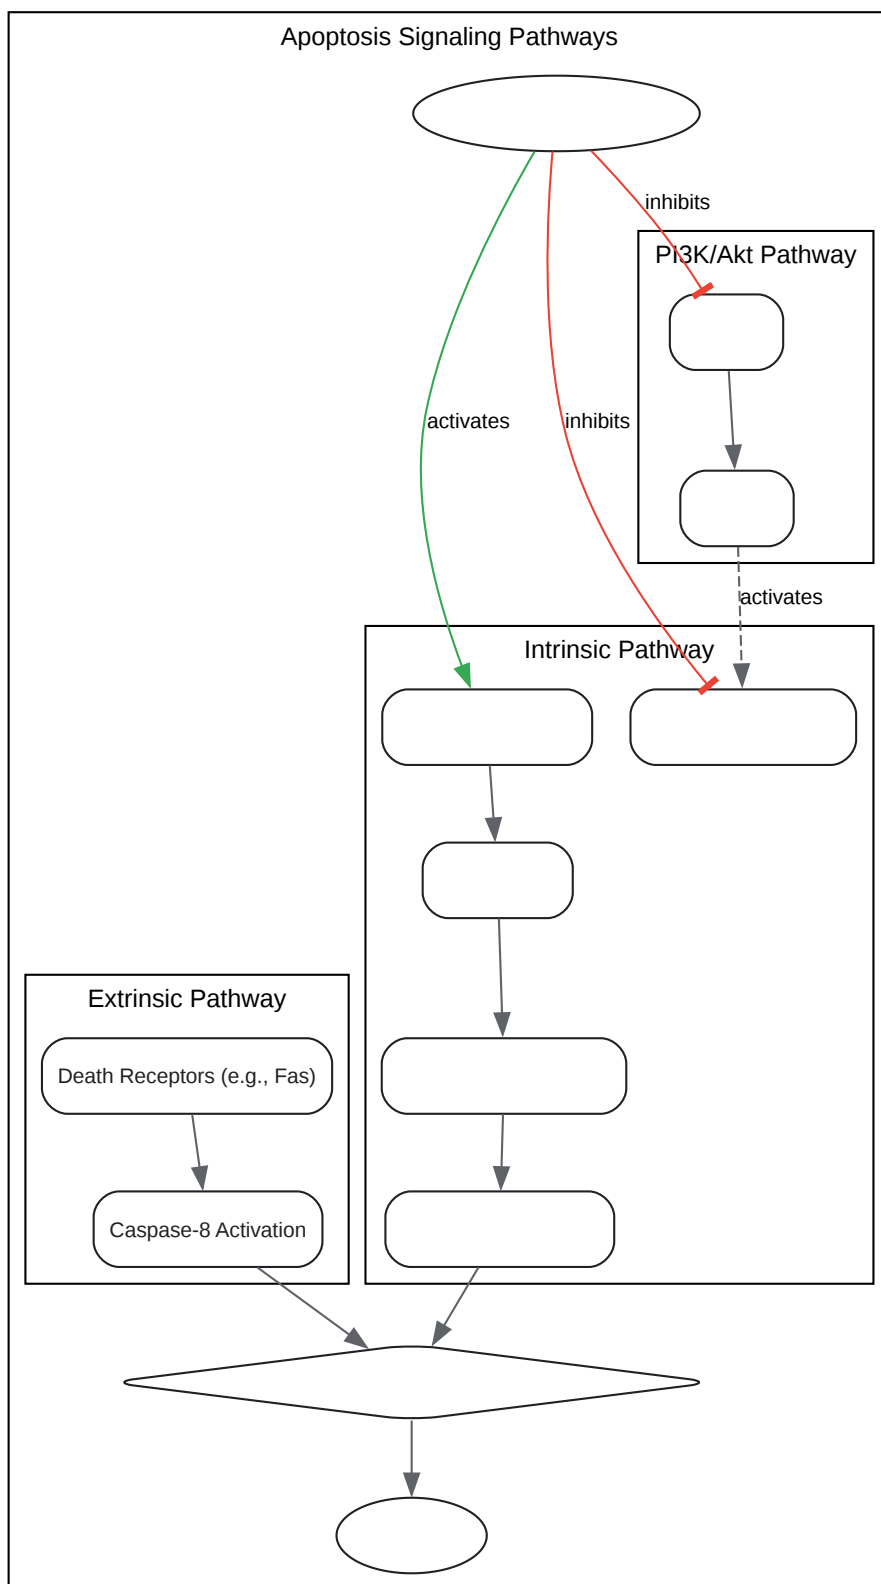 Apoptosis Signaling Pathways
inhibits
PI3K/Akt Pathway
activates
inhibits
activates
Intrinsic Pathway
Extrinsic Pathway
Death Receptors (e.g., Fas)
Caspase-8 Activation